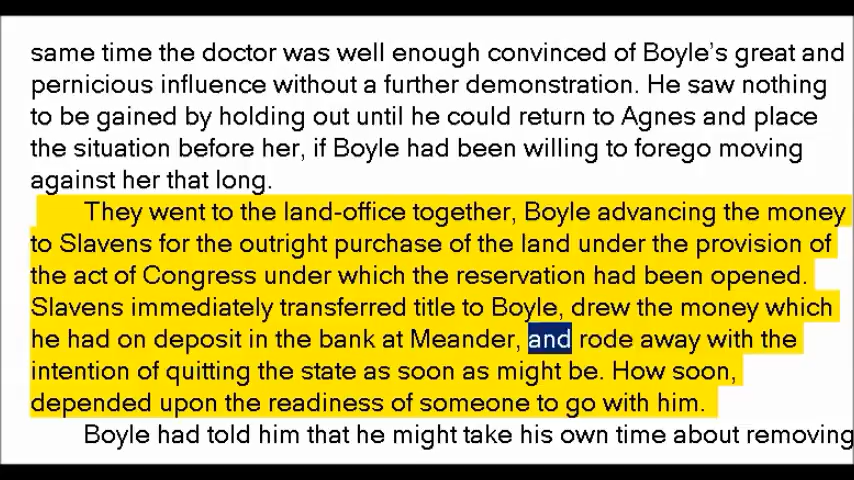 same time the doctor was well enough convinced of Boyle's great and
pernicious influence without a further demonstration. He saw nothing
to be gained by holding out until he could return to Agnes and place
the situation before her, if Boyle had been willing to forego moving
against her that long.
They went to the land-office together, Boyle advancing the money
to Slavens for the outright purchase of the land under the provision of
the act of Congress under which the reservation had been opened.
Slavens immediately transferred title to Boyle, drew the money which
he had on deposit in the bank at Meander, and rode away with the
intention of quitting the state as soon as might be. How soon,
depended upon the readiness of someone to go with him.
Boyle had told him that he might take his own time about removing